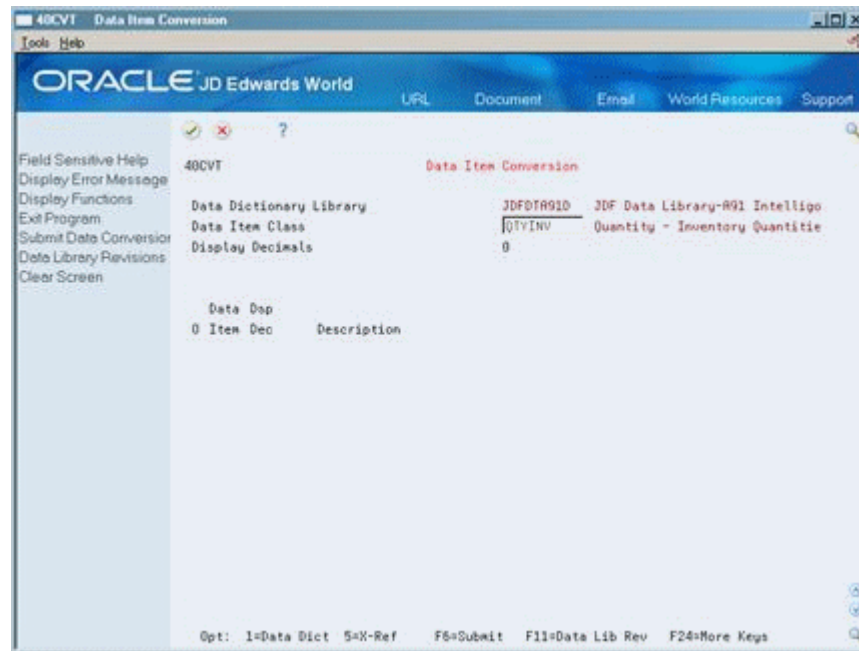 40CVT Data Item Conversion
Tools Help
ORACLE JD Edwards World
URL Document Email World Resources Support
?
Field Sensitive Help
Display Error Message
Display Functions
Exit Program
Submit Data Conversion
Data Library Revisions
Clear Screen
40CVT Data Item Conversion
Data Dictionary Library JDFDTA91D JDF Data Library-A91 Intelligo
Data Item Class QTYINV Quantity - Inventory Quantitie
Display Decimals 0
Data Dsp
O Item Dec Description
Opt: 1=Data Dict 5=X-Ref F6=Submit F11=Data Lib Rev F24=More Keys